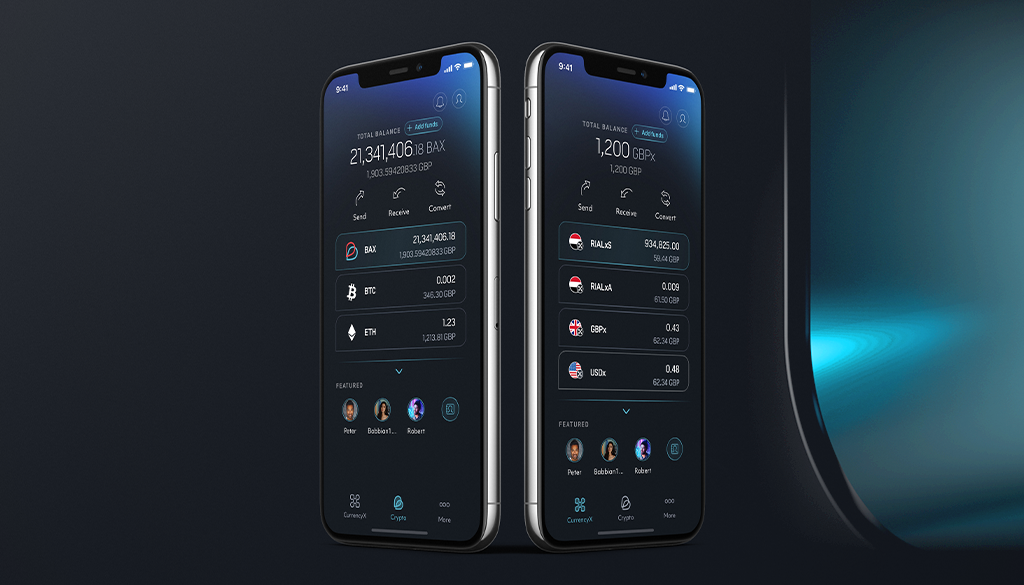 9:41
TOTAL BALANCE + Add funds
21,341,406.18 BAX
1,903.59420833 GBP
Send Receive Convert
BAX 21,341,406.18
1,903.59420833 GBP
BTC 0.002
346.30 GBP
ETH 1.23
1,213.81 GBP
FEATURED
Peter Babbian1... Robert
CurrencyX Crypto More
9:41
TOTAL BALANCE + Add funds
1,200 GBPx
1,200 GBP
Send Receive Convert
RIALxS 934,825.00
59.44 GBP
RIALxA 0.009
61.50 GBP
GBPx 0.43
62.34 GBP
USDx 0.48
62.34 GBP
FEATURED
Peter Babbian1... Robert
CurrencyX Crypto More